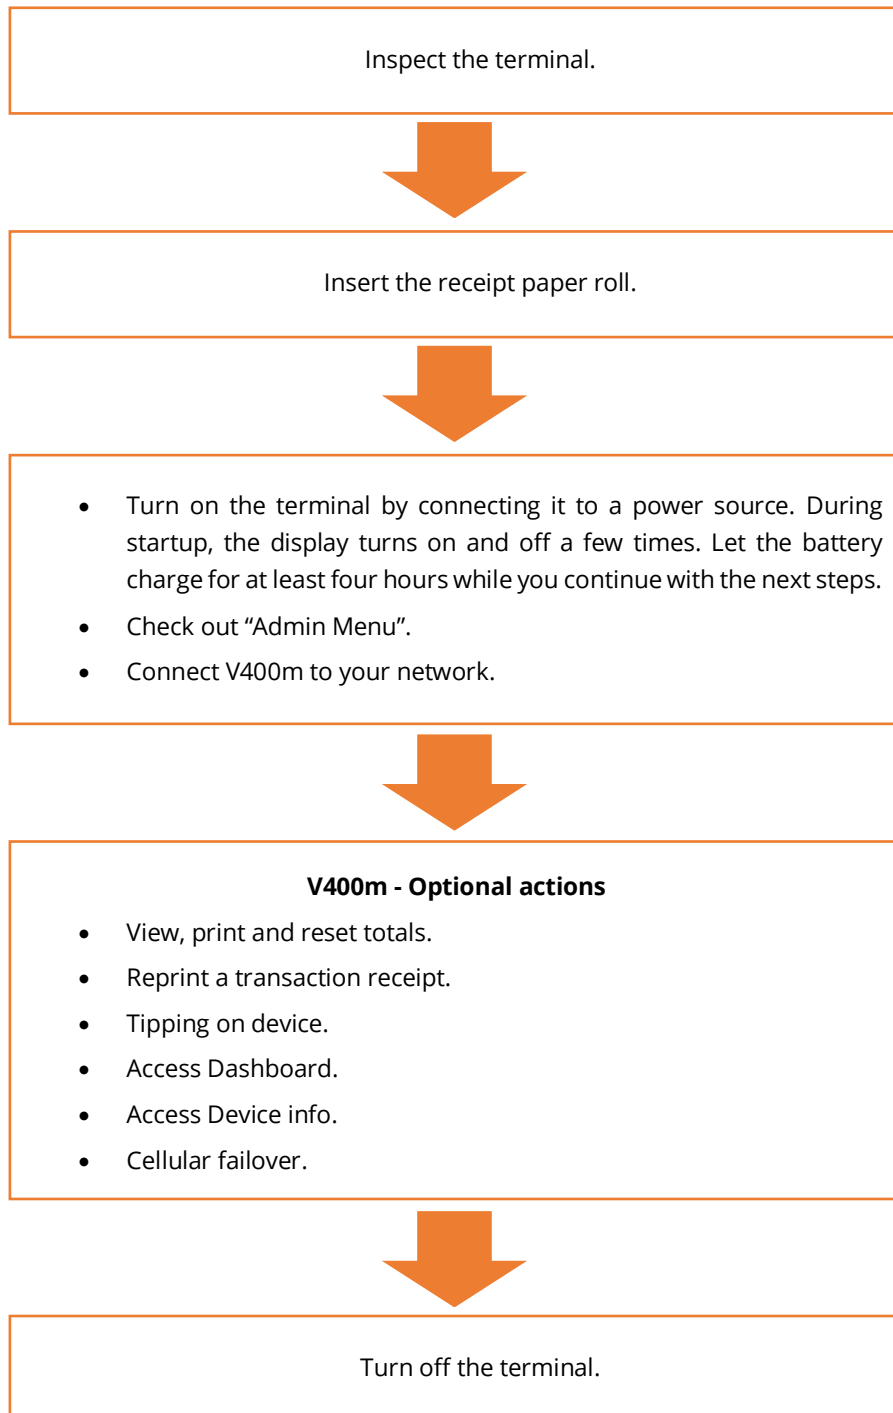 Inspect the terminal.
Insert the receipt paper roll.
• Turn on the terminal by connecting it to a power source. During
startup, the display turns on and off a few times. Let the battery
charge for at least four hours while you continue with the next steps.
• Check out “Admin Menu”.
• Connect V400m to your network.
V400m - Optional actions
• View, print and reset totals.
• Reprint a transaction receipt.
• Tipping on device.
• Access Dashboard.
• Access Device info.
• Cellular failover.
Turn off the terminal.